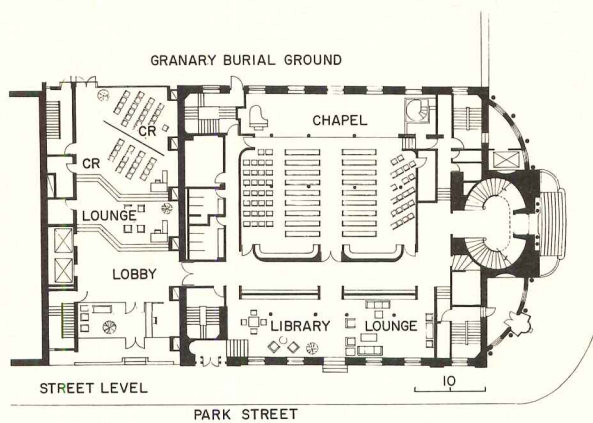 GRANARY BURIAL GROUND
CHAPEL
CR
CR
LOUNGE
LOBBY
LIBRARY
LOUNGE
10
STREET LEVEL
PARK STREET